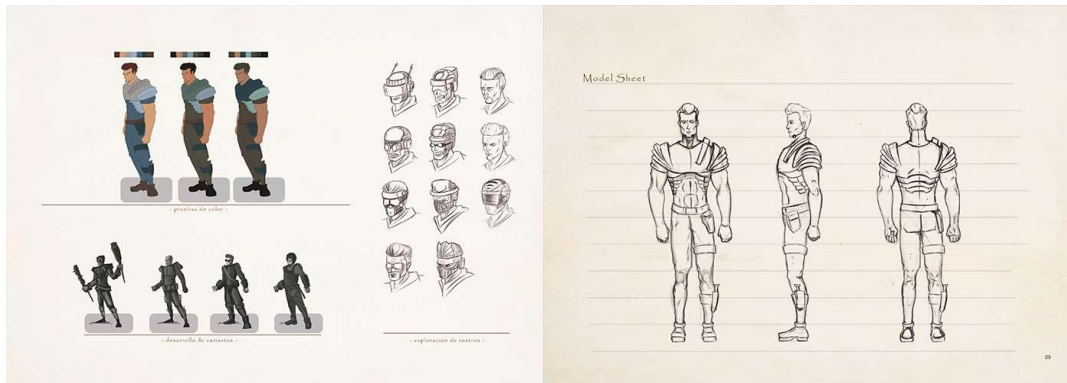 - pruebas de color -
- desarrollo de variantes -
- exploración de rostros -
Model Sheet
29